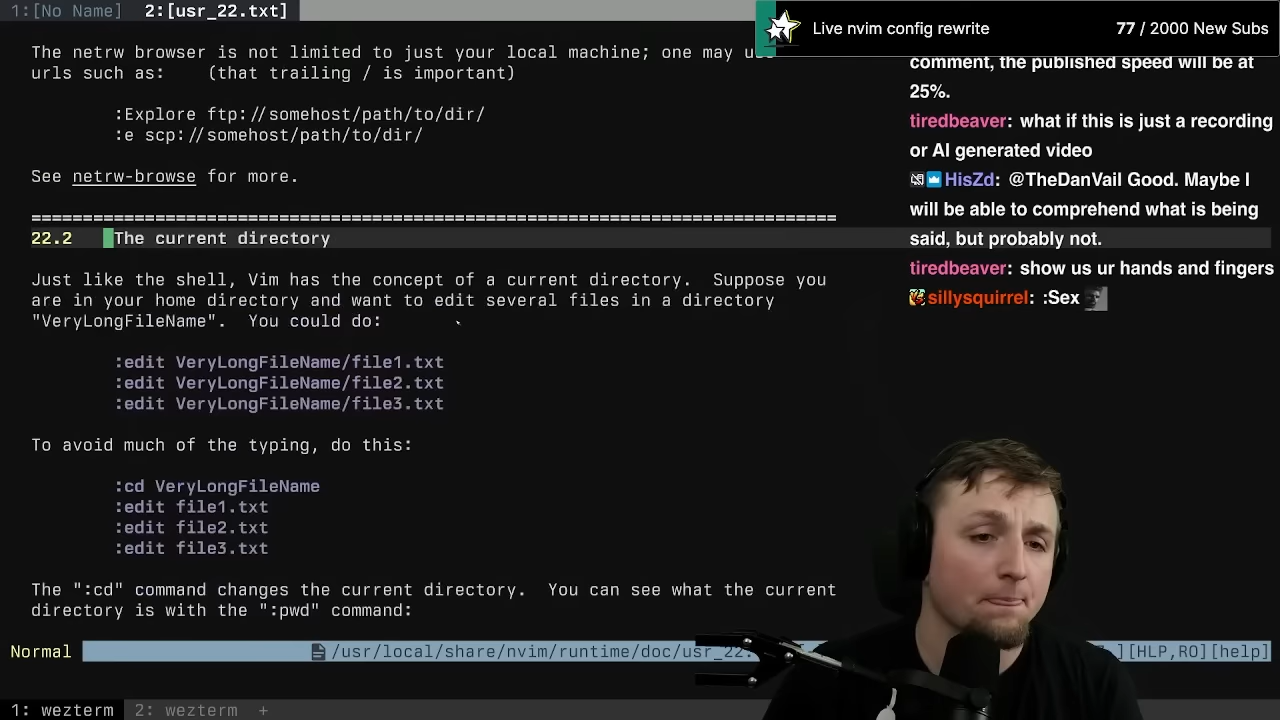 1:[No Name]  2:[usr_22.txt]
Live nvim config rewrite 77 / 2000 New Subs
The netrw browser is not limited to just your local machine; one may
urls such as:    (that trailing / is important)
:Explore ftp://somehost/path/to/dir/
:e scp://somehost/path/to/dir/
See netrw-browse for more.
==============================================================================
22.2 The current directory
Just like the shell, Vim has the concept of a current directory.  Suppose you
are in your home directory and want to edit several files in a directory
"VeryLongFileName".  You could do:
:edit VeryLongFileName/file1.txt
:edit VeryLongFileName/file2.txt
:edit VeryLongFileName/file3.txt
To avoid much of the typing, do this:
:cd VeryLongFileName
:edit file1.txt
:edit file2.txt
:edit file3.txt
The ":cd" command changes the current directory.  You can see what the current
directory is with the ":pwd" command:
Normal /usr/local/share/nvim/runtime/doc/usr_22. ][HLP,RO][help]
1: wezterm  2: wezterm  +
comment, the published speed will be at
25%.
tiredbeaver: what if this is just a recording
or AI generated video
HisZd: @TheDanVail Good. Maybe I
will be able to comprehend what is being
said, but probably not.
tiredbeaver: show us ur hands and fingers
sillysquirrel: :Sex